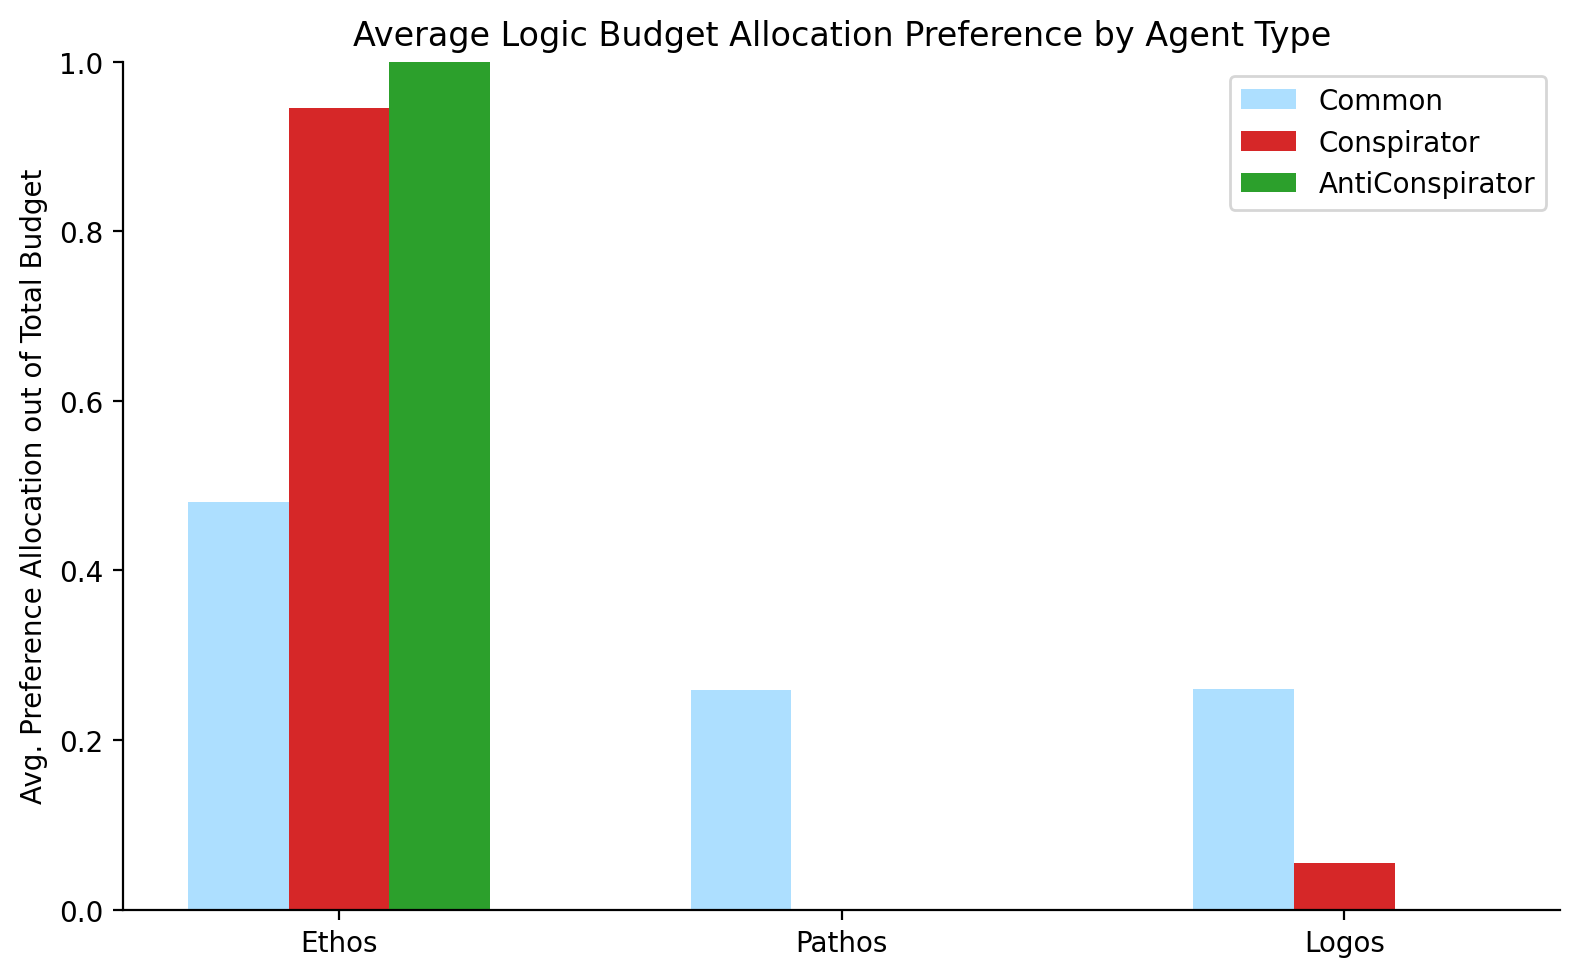 Average Logic Budget Allocation Preference by Agent Type
Avg. Preference Allocation out of Total Budget
1.0
0.8
0.6
0.4
0.2
0.0
Common
Conspirator
AntiConspirator
Ethos
Pathos
Logos